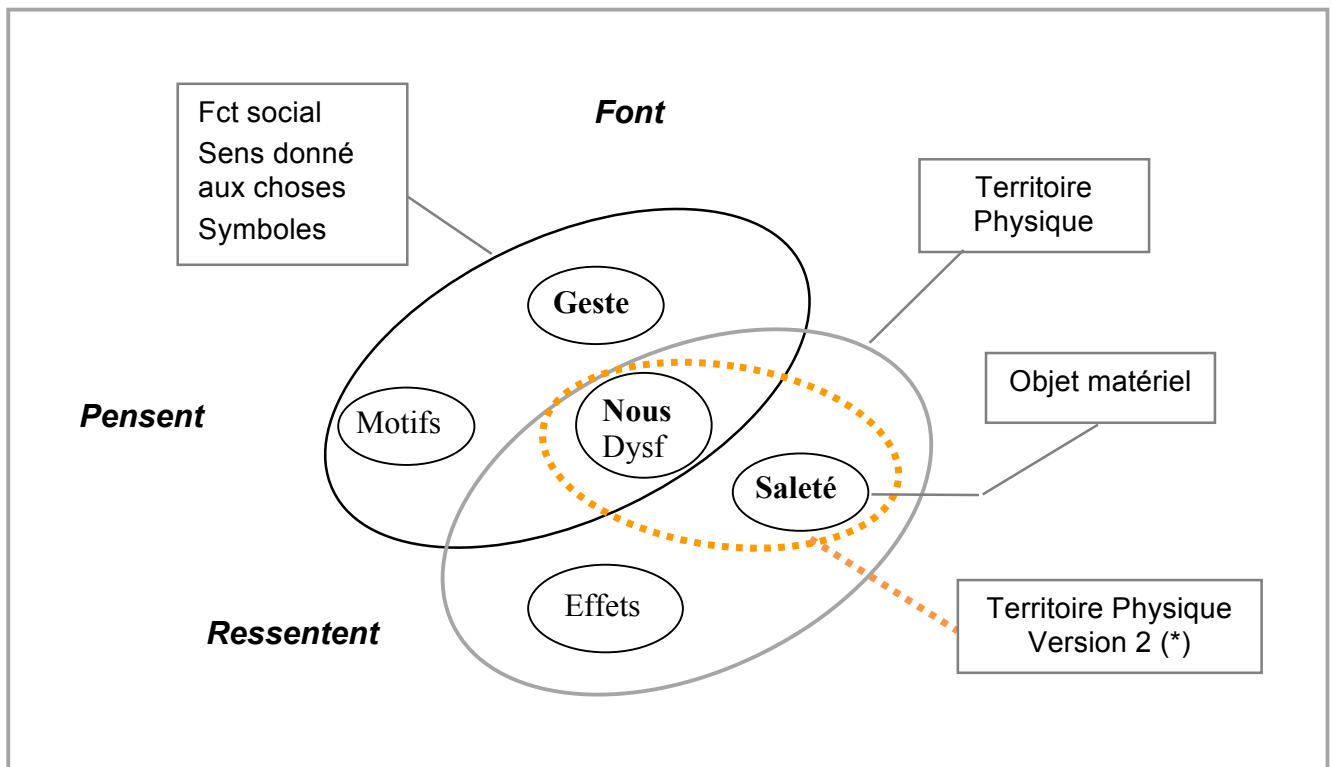 Fct social
Sens donné
aux choses
Symboles
Font
Territoire
Physique
Geste
Objet matériel
Pensent
Motifs
Nous
Dysf
Saleté
Effets
Ressentent
Territoire Physique
Version 2 (*)